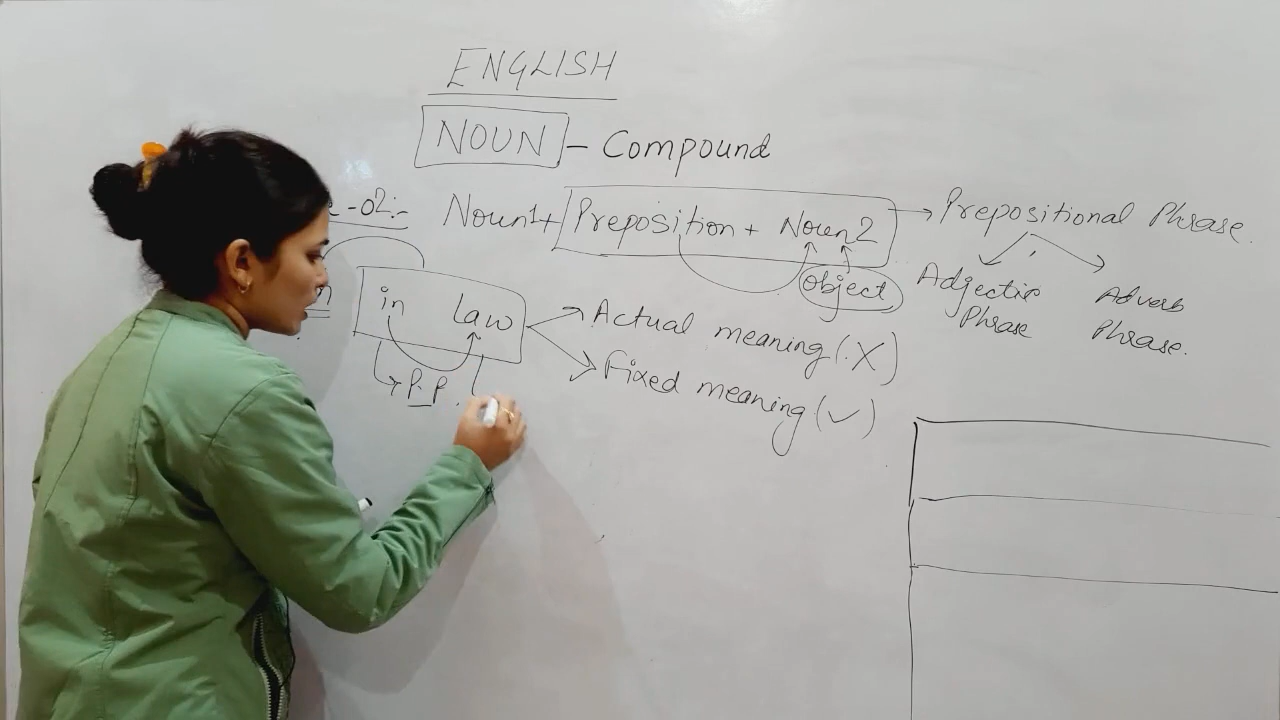 ENGLISH
NOUN – Compound
-02:- Noun1+ Preposition + Noun2 → Prepositional Phrase.
object
Adjective Phrase
Adverb Phrase.
in Law
Actual meaning (X)
Fixed meaning (✓)
P.P.